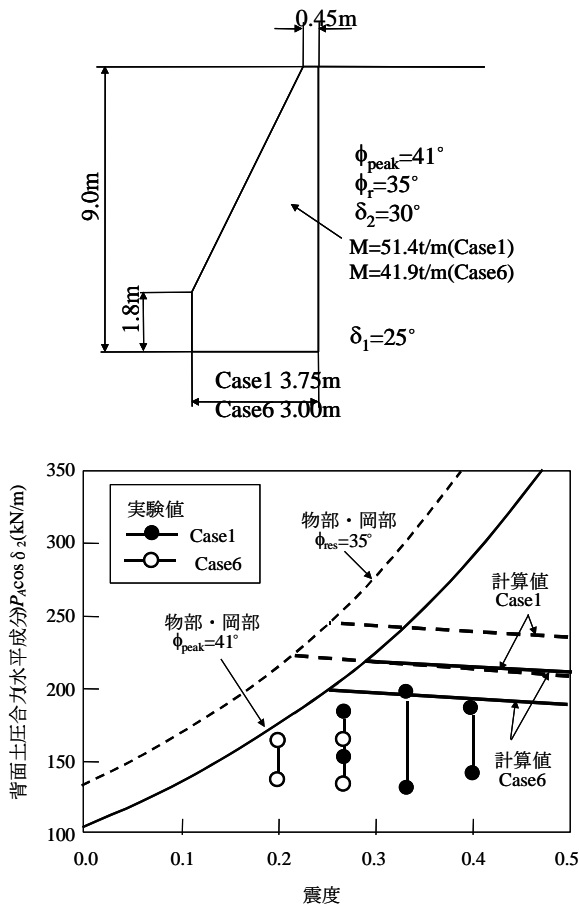 0.45m
9.0m
1.8m
ϕpeak=41°
ϕr=35°
δ2=30°
M=51.4t/m(Case1)
M=41.9t/m(Case6)
δ1=25°
Case1 3.75m
Case6 3.00m
背面土圧合力(水平成分)PAcosδ2(kN/m)
350
300
250
200
150
100
実験値
Case1
Case6
物部・岡部
ϕres=35°
物部・岡部
ϕpeak=41°
計算値
Case1
計算値
Case6
0.0
0.1
0.2
0.3
0.4
0.5
震度